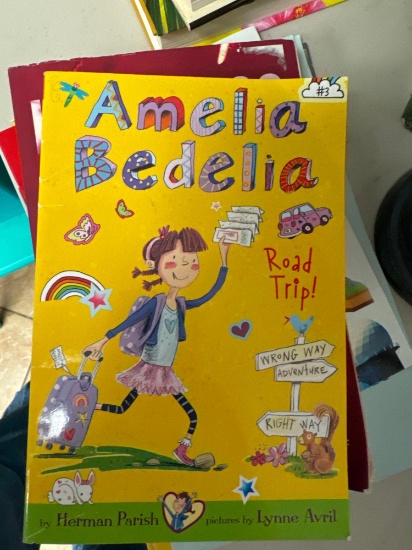 #3
Amelia
Bedelia
Road
Trip!
WRONG WAY
ADVENTURE
RIGHT WAY
by Herman Parish pictures by Lynne Avril